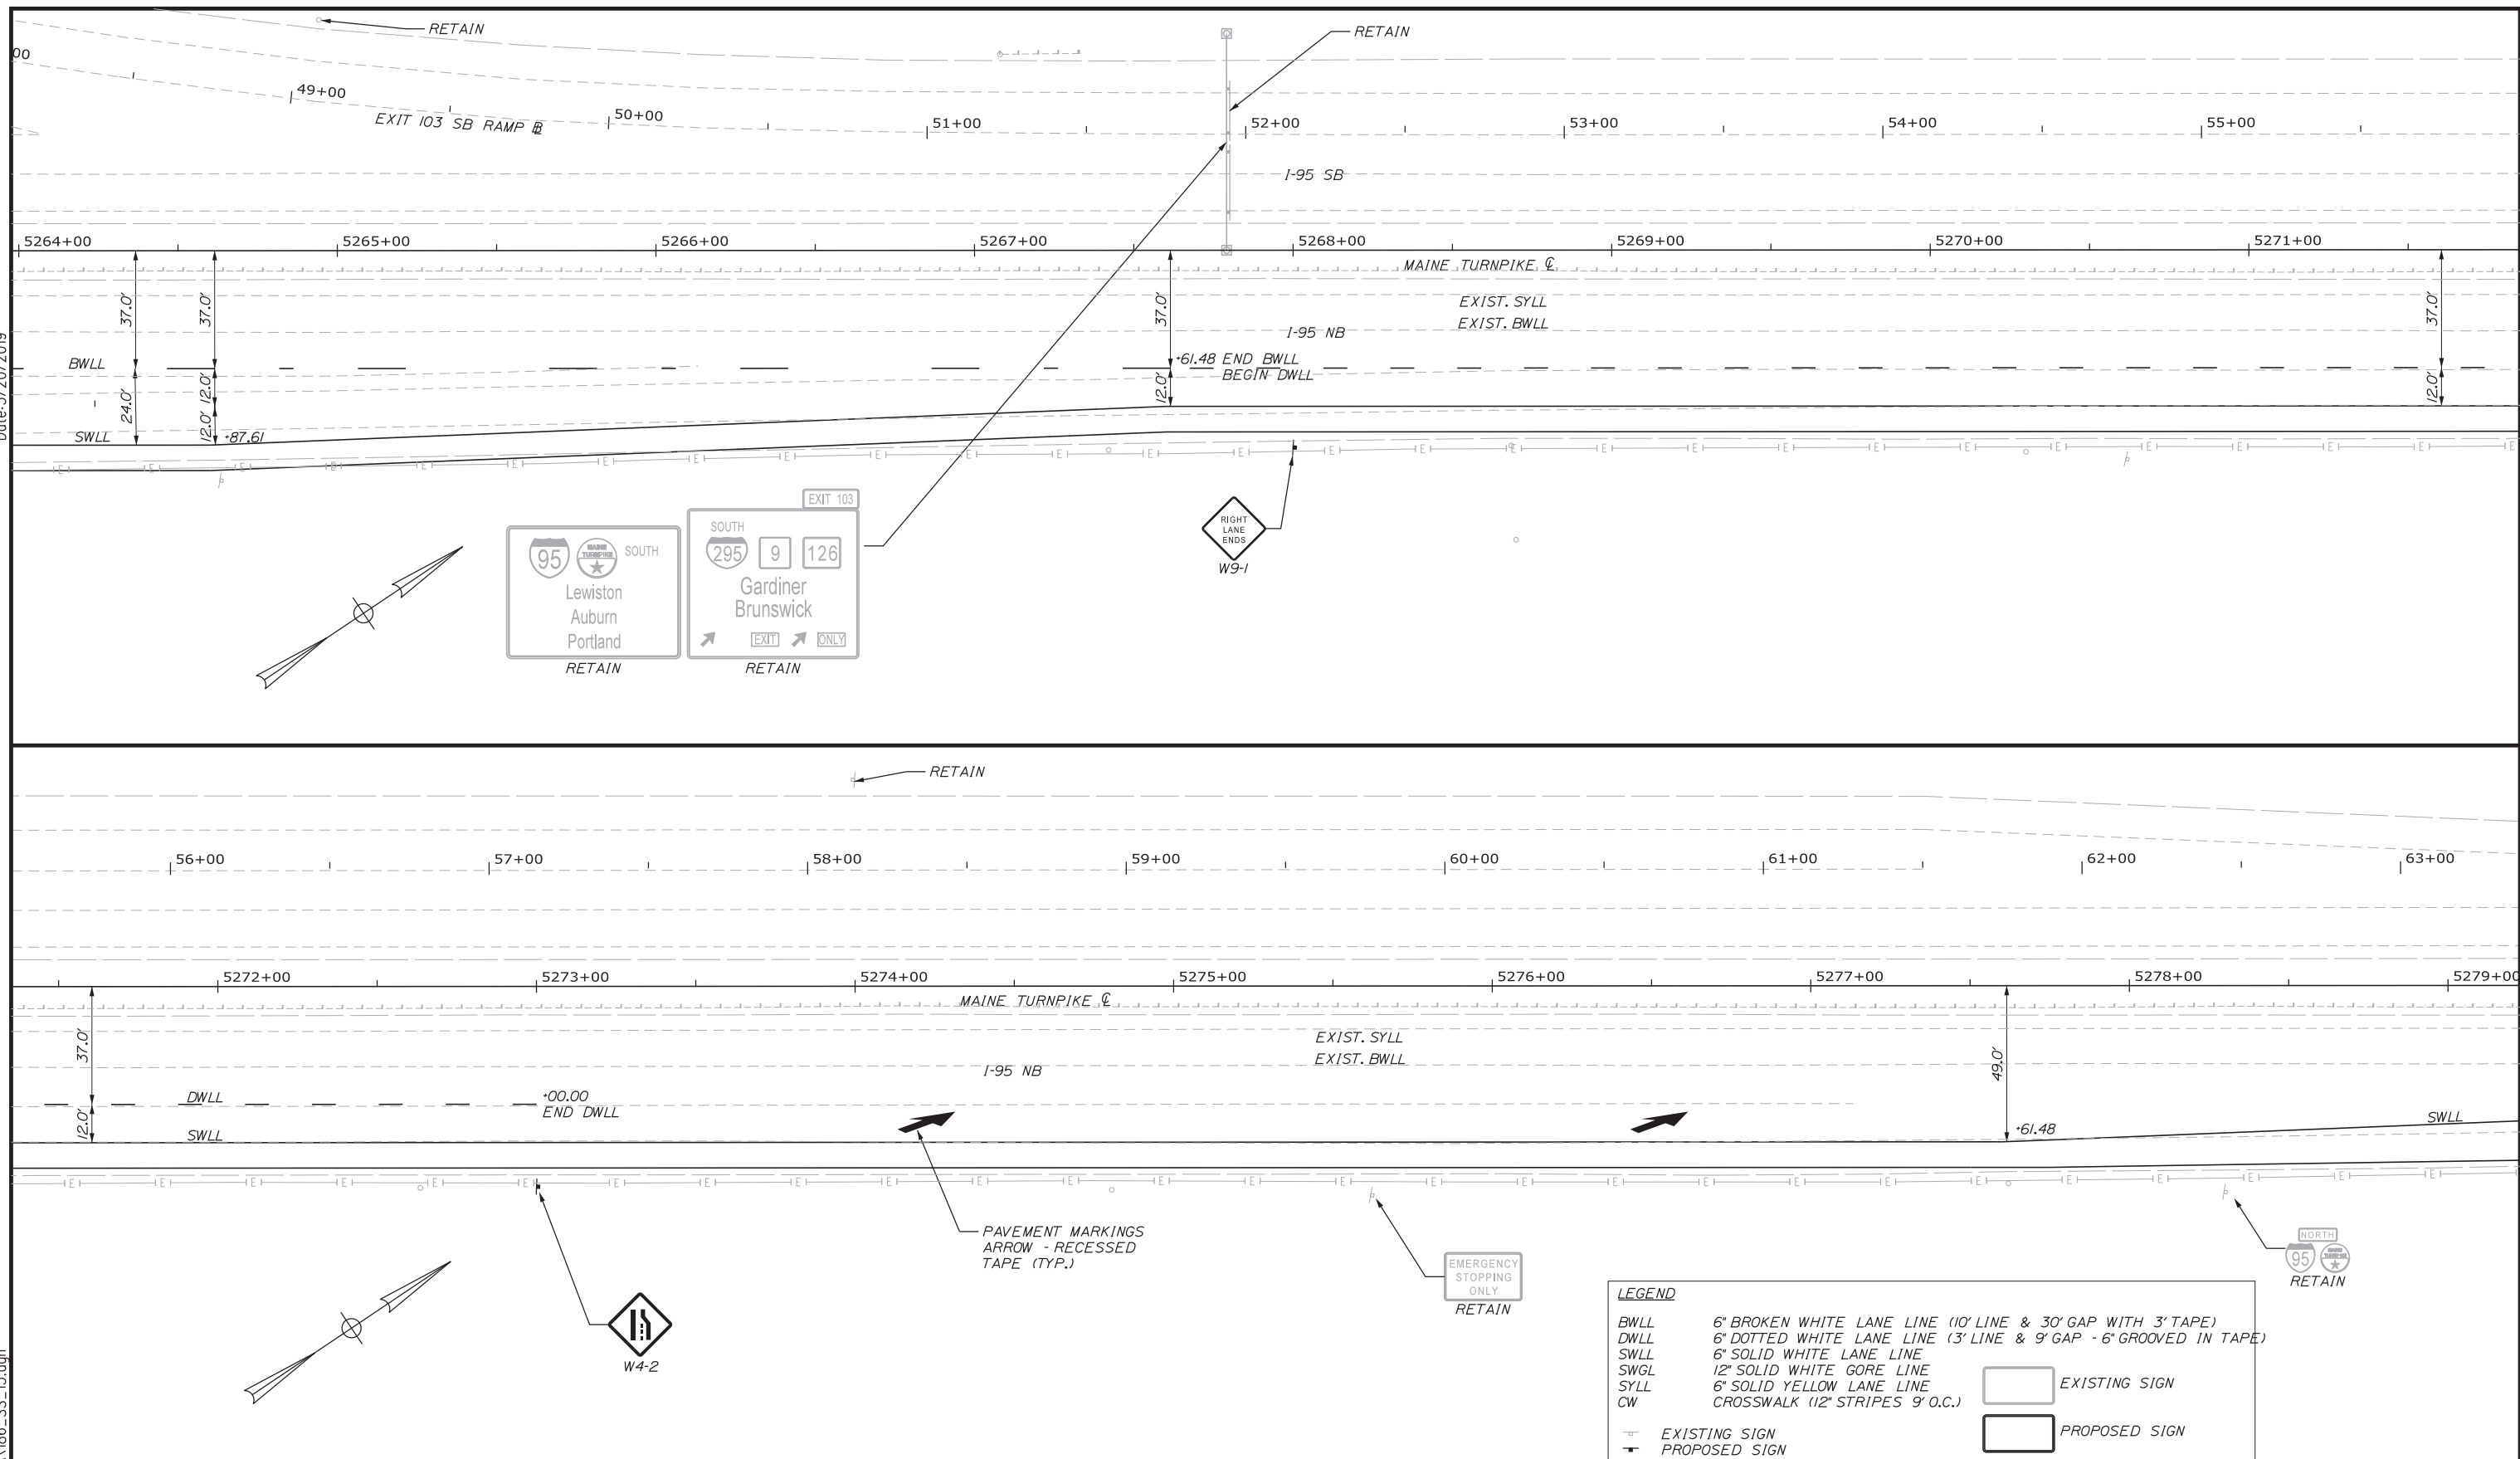 00
RETAIN
RETAIN
49+00
50+00
51+00
52+00
53+00
54+00
55+00
EXIT 103 SB RAMP
I-95 SB
5264+00
5265+00
5266+00
5267+00
5268+00
5269+00
5270+00
5271+00
MAINE TURNPIKE ℄
37.0'
37.0'
37.0'
37.0'
EXIST. SYLL
EXIST. BWLL
I-95 NB
BWLL
+61.48 END BWLL
BEGIN DWLL
24.0'
12.0'
12.0'
12.0'
12.0'
SWLL
+87.61
Date:5/20/2019
E E E E E E E E E E E E E E E E E E E E E E E E E E E E
EXIT 103
95
MAINE
TURNPIKE
SOUTH
Lewiston
Auburn
Portland
RETAIN
SOUTH
295
9
126
Gardiner
Brunswick
EXIT
ONLY
RETAIN
RIGHT
LANE
ENDS
W9-1
RETAIN
56+00
57+00
58+00
59+00
60+00
61+00
62+00
63+00
5272+00
5273+00
5274+00
5275+00
5276+00
5277+00
5278+00
5279+00
MAINE TURNPIKE ℄
37.0'
EXIST. SYLL
EXIST. BWLL
I-95 NB
49.0'
DWLL
+00.00
END DWLL
12.0'
SWLL
+61.48
SWLL
E E E E E E E E E E E E E E E E E E E E E E E E E E E
PAVEMENT MARKINGS
ARROW - RECESSED
TAPE (TYP.)
W4-2
EMERGENCY
STOPPING
ONLY
RETAIN
NORTH
95
RETAIN
LEGEND
BWLL 6" BROKEN WHITE LANE LINE (10' LINE & 30' GAP WITH 3' TAPE)
DWLL 6" DOTTED WHITE LANE LINE (3' LINE & 9' GAP - 6" GROOVED IN TAPE)
SWLL 6" SOLID WHITE LANE LINE
SWGL 12" SOLID WHITE GORE LINE
SYLL 6" SOLID YELLOW LANE LINE
CW CROSSWALK (12" STRIPES 9' O.C.)
EXISTING SIGN
PROPOSED SIGN
EXISTING SIGN
PROPOSED SIGN